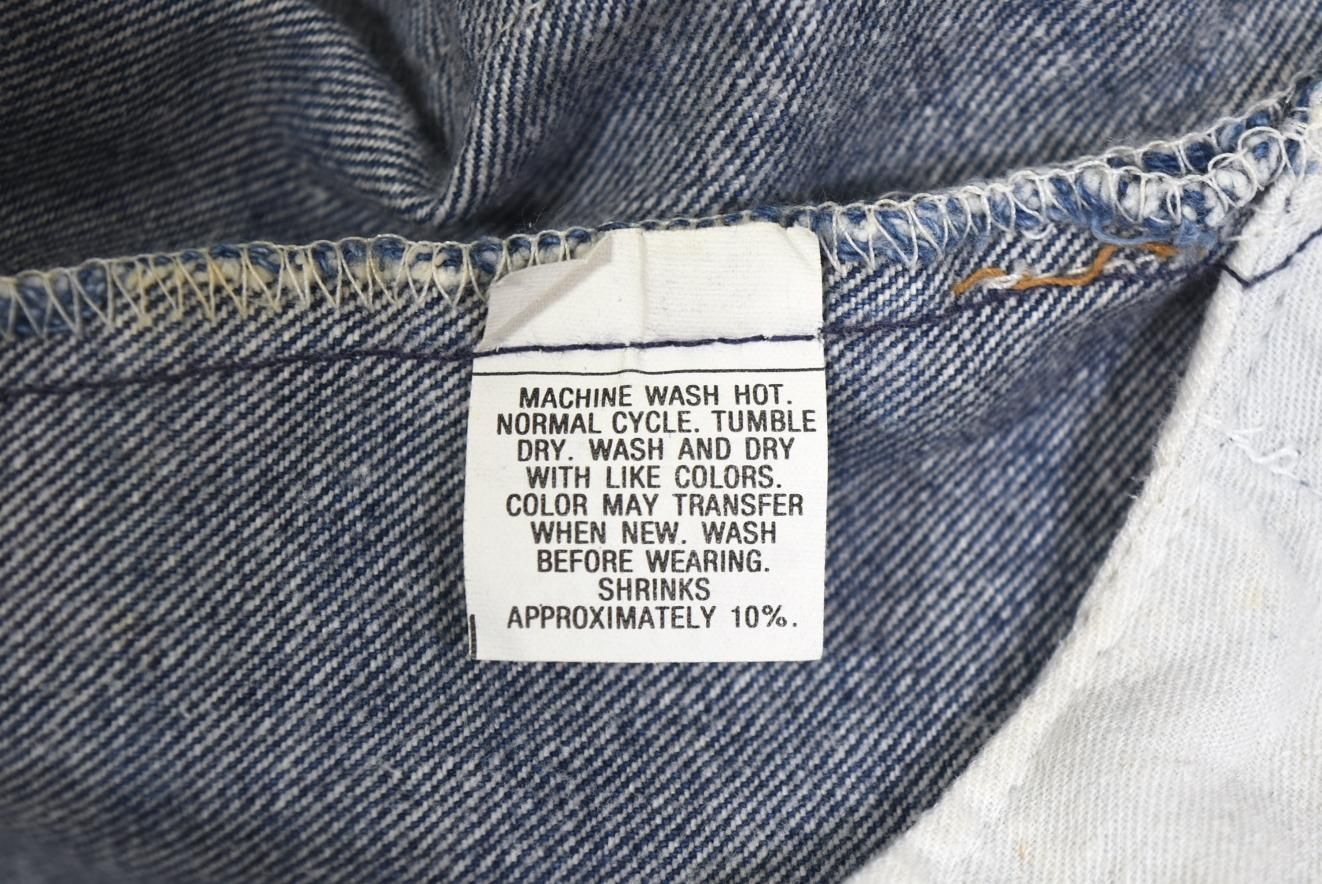 MACHINE WASH HOT.
NORMAL CYCLE. TUMBLE
DRY. WASH AND DRY
WITH LIKE COLORS.
COLOR MAY TRANSFER
WHEN NEW. WASH
BEFORE WEARING.
SHRINKS
APPROXIMATELY 10%.